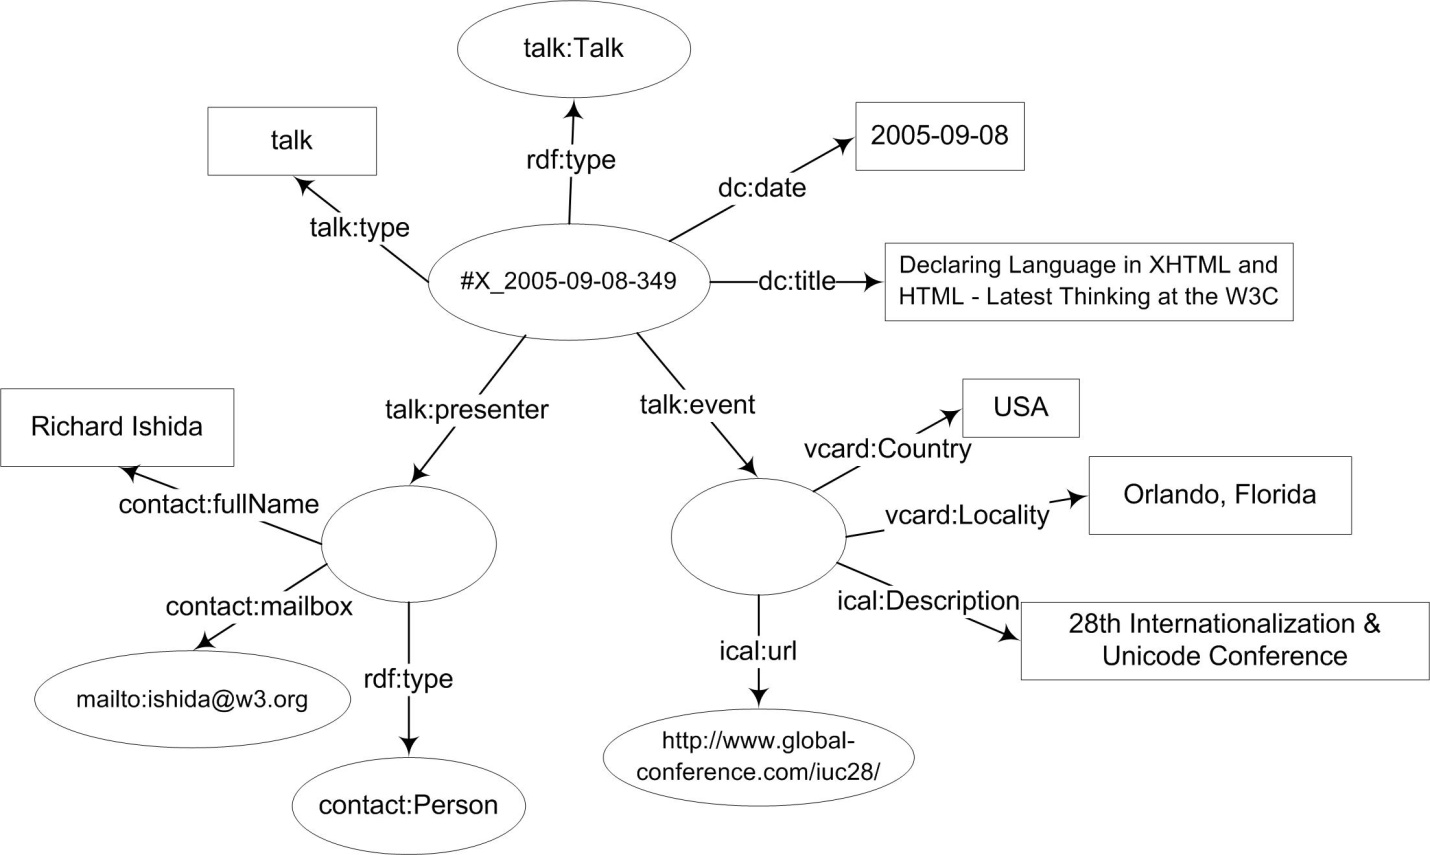 talk:Talk
talk
rdf:type
2005-09-08
dc:date
talk:type
#X_2005-09-08-349
dc:title
Declaring Language in XHTML and
HTML - Latest Thinking at the W3C
talk:presenter
talk:event
USA
Richard Ishida
vcard:Country
contact:fullName
vcard:Locality
Orlando, Florida
contact:mailbox
ical:Description
28th Internationalization &
Unicode Conference
ical:url
rdf:type
mailto:ishida@w3.org
http://www.global-
conference.com/iuc28/
contact:Person